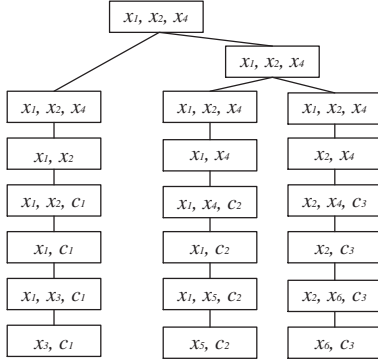 x₁, x₂, x₄
x₁, x₂, x₄
x₁, x₂, x₄ x₁, x₂, x₄ x₁, x₂, x₄
x₁, x₂ x₁, x₄ x₂, x₄
x₁, x₂, c₁ x₁, x₄, c₂ x₂, x₄, c₃
x₁, c₁ x₁, c₂ x₂, c₃
x₁, x₃, c₁ x₁, x₅, c₂ x₂, x₆, c₃
x₃, c₁ x₅, c₂ x₆, c₃